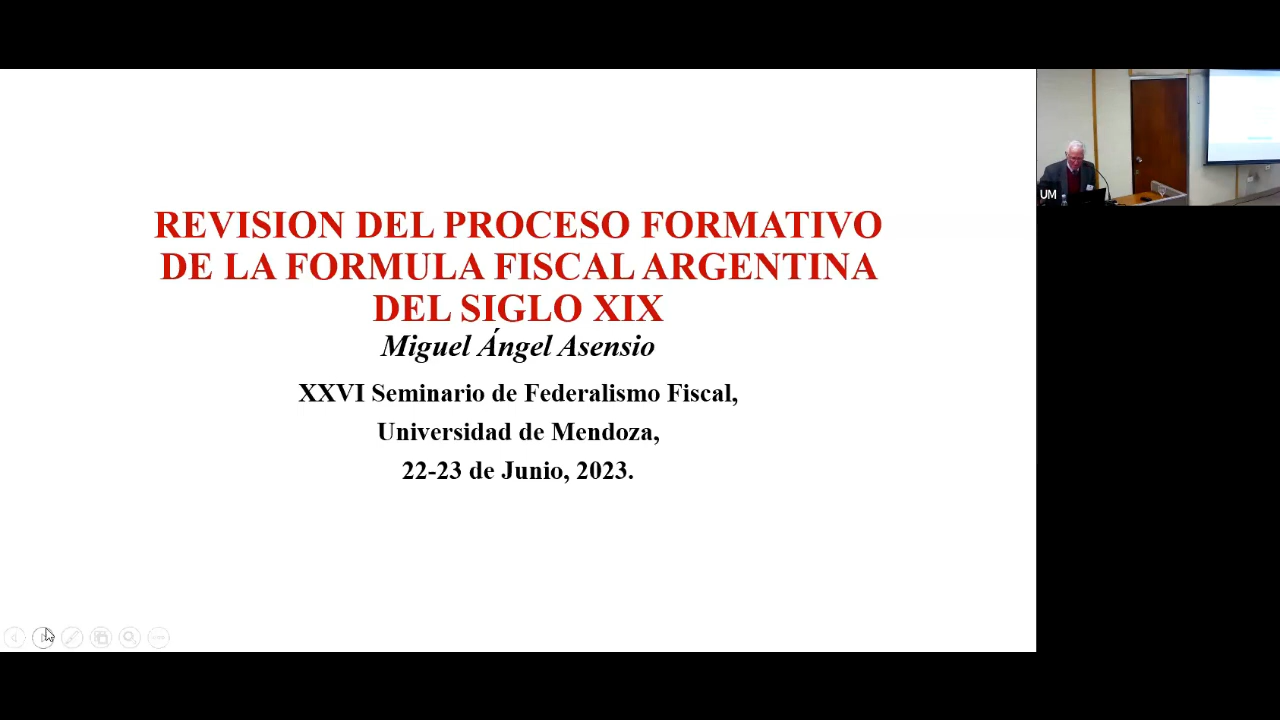 REVISION DEL PROCESO FORMATIVO
DE LA FORMULA FISCAL ARGENTINA
DEL SIGLO XIX
Miguel Ángel Asensio
XXVI Seminario de Federalismo Fiscal,
Universidad de Mendoza,
22-23 de Junio, 2023.
UM